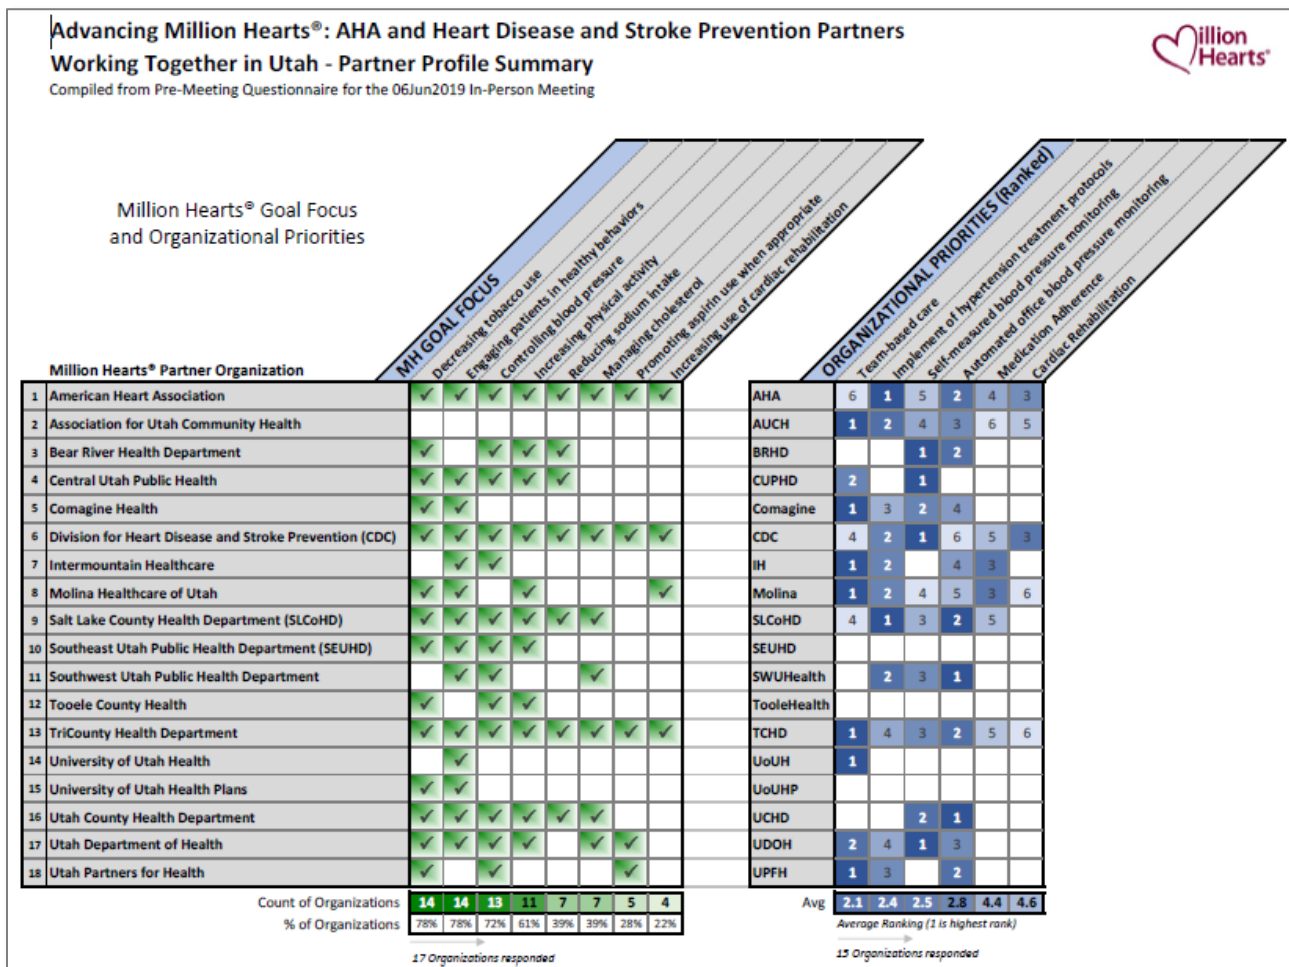 Advancing Million Hearts®: AHA and Heart Disease and Stroke Prevention Partners
Working Together in Utah - Partner Profile Summary
Compiled from Pre-Meeting Questionnaire for the 06Jun2019 In-Person Meeting
Million Hearts®
Million Hearts® Goal Focus
and Organizational Priorities
MH GOAL FOCUS
Decreasing tobacco use
Engaging patients in healthy behaviors
Controlling blood pressure
Increasing physical activity
Reducing sodium intake
Managing cholesterol
Promoting aspirin use when appropriate
Increasing use of cardiac rehabilitation
ORGANIZATIONAL PRIORITIES (Ranked)
Team-based care
Implement of hypertension treatment protocols
Self-measured blood pressure monitoring
Automated office blood pressure monitoring
Medication Adherence
Cardiac Rehabilitation
Million Hearts® Partner Organization
1 American Heart Association ✓ ✓ ✓ ✓ ✓ ✓ ✓ ✓ AHA 6 1 5 2 4 3
2 Association for Utah Community Health AUCH 1 2 4 3 6 5
3 Bear River Health Department ✓ ✓ ✓ ✓ BRHD 1 2
4 Central Utah Public Health ✓ ✓ ✓ ✓ ✓ CUPHD 2 1
5 Comagine Health ✓ ✓ Comagine 1 3 2 4
6 Division for Heart Disease and Stroke Prevention (CDC) ✓ ✓ ✓ ✓ ✓ ✓ ✓ ✓ CDC 4 2 1 6 5 3
7 Intermountain Healthcare ✓ ✓ IH 1 2 4 3
8 Molina Healthcare of Utah ✓ ✓ ✓ ✓ Molina 1 2 4 5 3 6
9 Salt Lake County Health Department (SLCoHD) ✓ ✓ ✓ ✓ ✓ ✓ SLCoHD 4 1 3 2 5
10 Southeast Utah Public Health Department (SEUHD) ✓ ✓ ✓ ✓ SEUHD
11 Southwest Utah Public Health Department ✓ ✓ ✓ SWUHealth 2 3 1
12 Tooele County Health ✓ ✓ ✓ TooleHealth
13 TriCounty Health Department ✓ ✓ ✓ ✓ ✓ ✓ ✓ ✓ TCHD 1 4 3 2 5 6
14 University of Utah Health ✓ UoUH 1
15 University of Utah Health Plans ✓ ✓ UoUHP
16 Utah County Health Department ✓ ✓ ✓ ✓ ✓ ✓ UCHD 2 1
17 Utah Department of Health ✓ ✓ ✓ ✓ ✓ ✓ UDOH 2 4 1 3
18 Utah Partners for Health ✓ ✓ ✓ UPFH 1 3 2
Count of Organizations 14 14 13 11 7 7 5 4 Avg 2.1 2.4 2.5 2.8 4.4 4.6
% of Organizations 78% 78% 72% 61% 39% 39% 28% 22% Average Ranking (1 is highest rank)
17 Organizations responded 15 Organizations responded